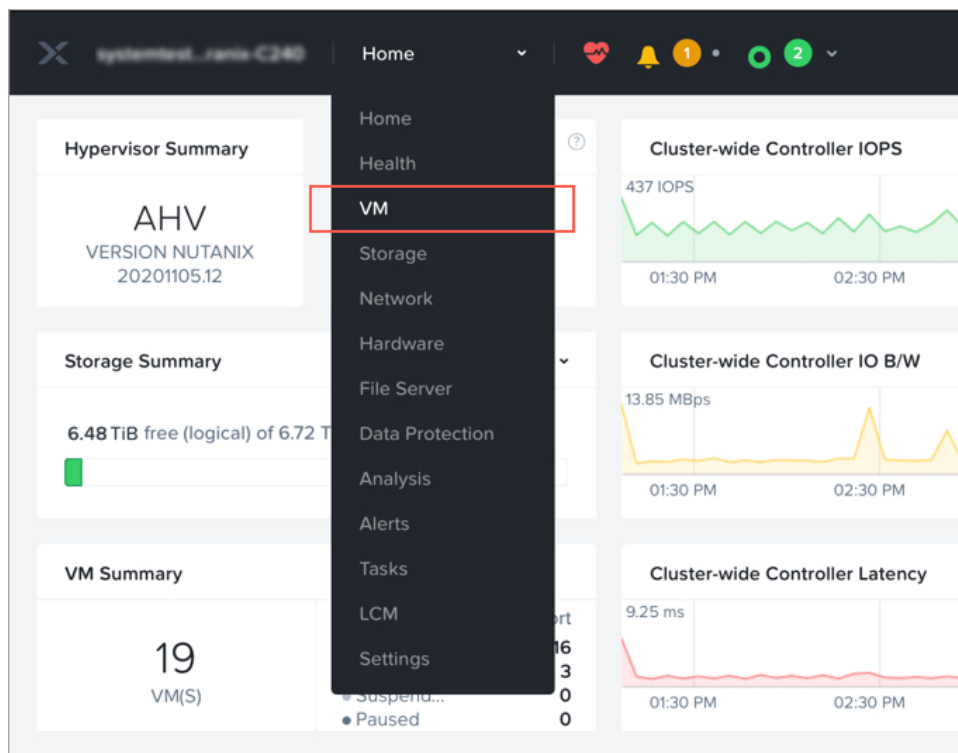 Home
1
2
Home
Health
VM
Storage
Network
Hardware
File Server
Data Protection
Analysis
Alerts
Tasks
LCM
Settings
Hypervisor Summary
AHV
VERSION NUTANIX
20201105.12
Cluster-wide Controller IOPS
437 IOPS
01:30 PM 02:30 PM
Storage Summary
6.48 TiB free (logical) of 6.72 T
Cluster-wide Controller IO B/W
13.85 MBps
01:30 PM 02:30 PM
VM Summary
19
VM(S)
16
3
Suspend... 0
Paused 0
Cluster-wide Controller Latency
9.25 ms
01:30 PM 02:30 PM